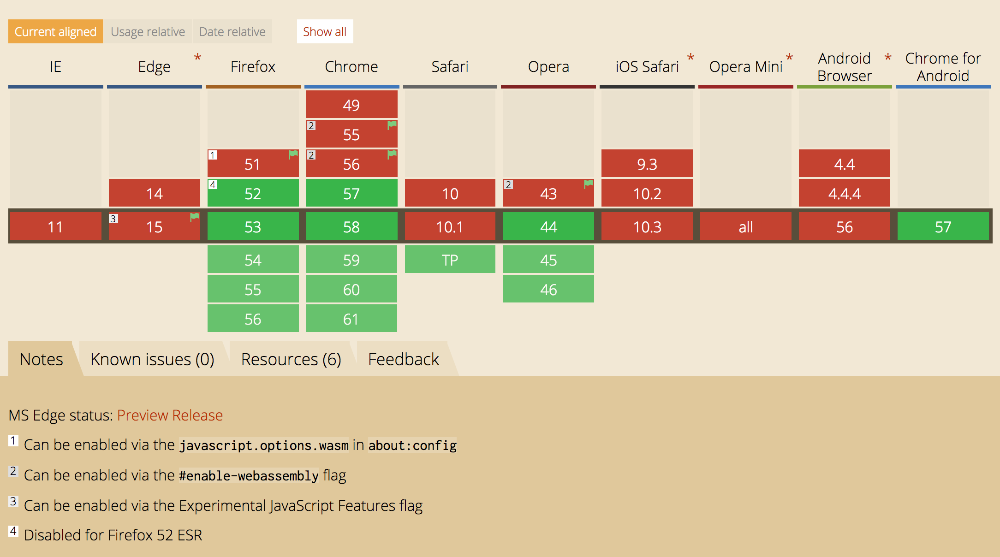 Current aligned Usage relative Date relative Show all
IE Edge * Firefox Chrome Safari Opera iOS Safari * Opera Mini * Android Browser * Chrome for Android
49
2 55
1 51 2 56 9.3 4.4
14 4 52 57 10 2 43 10.2 4.4.4
11 3 15 53 58 10.1 44 10.3 all 56 57
54 59 TP 45
55 60 46
56 61
Notes Known issues (0) Resources (6) Feedback
MS Edge status: Preview Release
1 Can be enabled via the javascript.options.wasm in about:config
2 Can be enabled via the #enable-webassembly flag
3 Can be enabled via the Experimental JavaScript Features flag
4 Disabled for Firefox 52 ESR